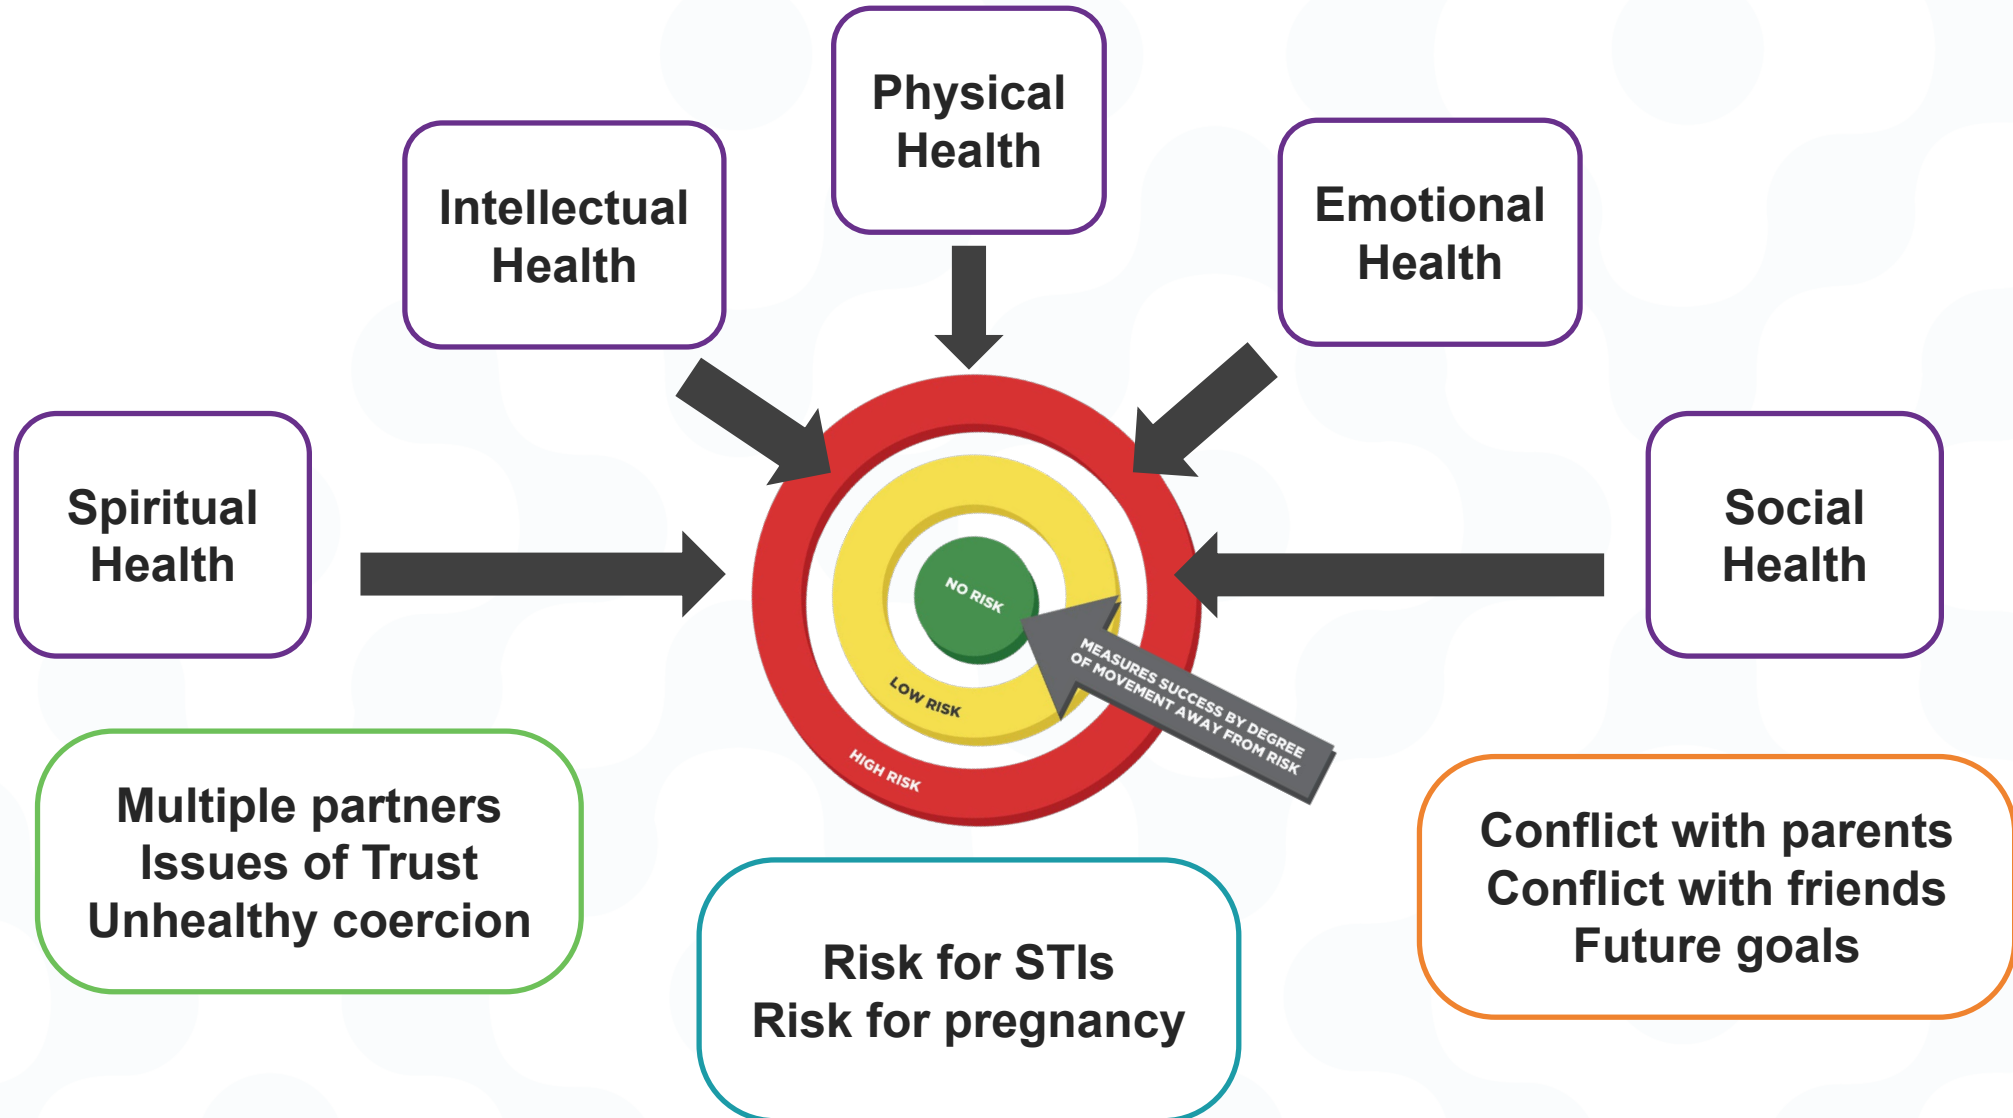 Physical
Health
Intellectual
Health
Emotional
Health
Spiritual
Health
Social
Health
NO RISK
LOW RISK
HIGH RISK
MEASURES SUCCESS BY DEGREE
OF MOVEMENT AWAY FROM RISK
Multiple partners
Issues of Trust
Unhealthy coercion
Risk for STIs
Risk for pregnancy
Conflict with parents
Conflict with friends
Future goals